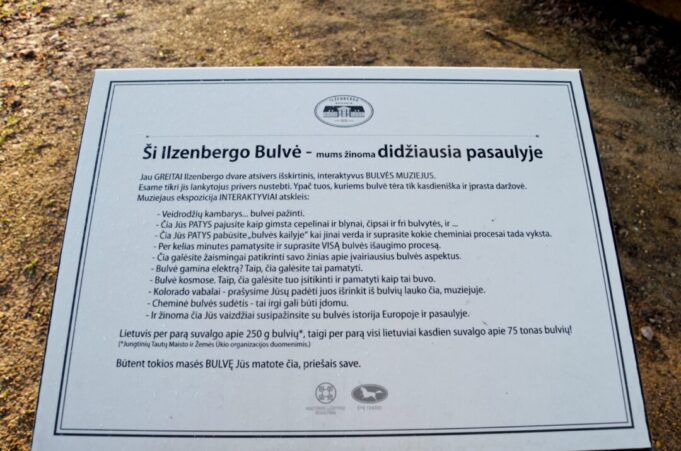 ILZENBERGO
Ši Ilzenbergo Bulvė - mums žinoma didžiausia pasaulyje
Jau GREITAI Ilzenbergo dvare atsivers išskirtinis, interaktyvus BULVĖS MUZIEJUS.
Esame tikri jis lankytojus privers nustebti. Ypač tuos, kuriems bulvė tėra tik kasdieniška ir įprasta daržovė.
Muziejaus ekspozicija INTERAKTYVIAI atskleis:
- Veidrodžių kambarys... bulvei pažinti.
- Čia Jūs PATYS pajusite kaip gimsta cepelinai ir blynai, čipsai ir fri bulvytės, ir ...
- Čia Jūs PATYS pabūsite „bulvės kailyje“ kai jinai verda ir suprasite kokie cheminiai procesai tada vyksta.
- Per kelias minutes pamatysite ir suprasite VISĄ bulvės išaugimo procesą.
- Čia galėsite žaismingai patikrinti savo žinias apie įvairiausius bulvės aspektus.
- Bulvė gamina elektrą? Taip, čia galėsite tai pamatyti.
- Bulvė kosmose. Taip, čia galėsite tuo įsitikinti ir pamatyti kaip tai buvo.
- Kolorado vabalai - prašysime Jūsų padėti juos išrinkti iš bulvių lauko čia, muziejuje.
- Cheminė bulvės sudėtis - tai irgi gali būti įdomu.
- Ir žinoma čia Jūs vaizdžiai susipažinsite su bulvės istorija Europoje ir pasaulyje.
Lietuvis per parą suvalgo apie 250 g bulvių*, taigi per parą visi lietuviai kasdien suvalgo apie 75 tonas bulvių!
(*Jungtinių Tautų Maisto ir Žemės Ūkio organizacijos duomenimis.)
Būtent tokios masės BULVĘ Jūs matote čia, priešais save.